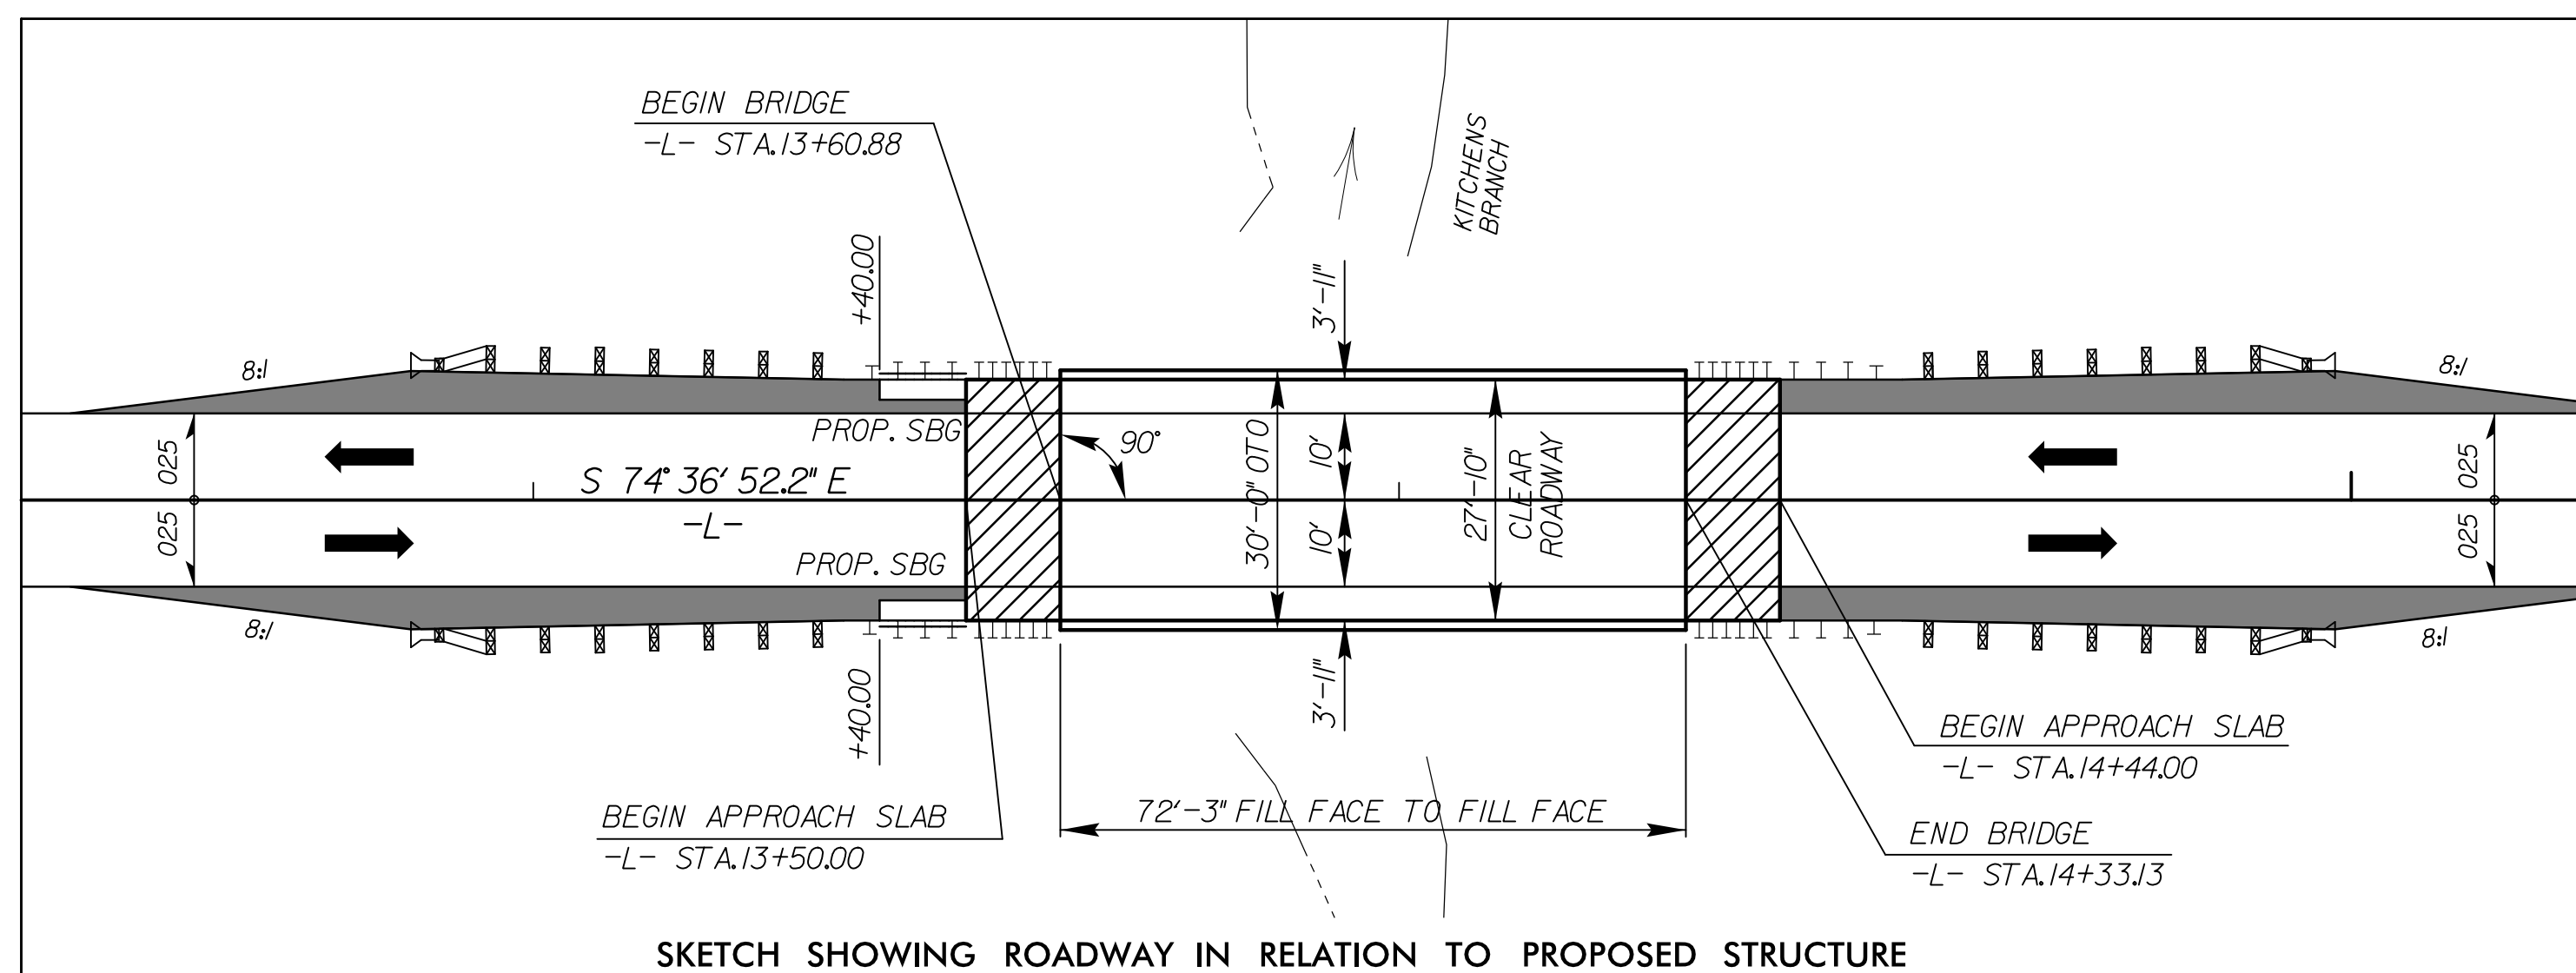 BEGIN BRIDGE
-L- STA.13+60.88
KITCHENS
BRANCH
+40.00
3'-11"
8:1
8:1
PROP. SBG
90°
025
025
S 74° 36' 52.2" E
-L-
30'-0" OTO
10'
10'
27'-10"
CLEAR
ROADWAY
025
025
PROP. SBG
8:1
8:1
+40.00
3'-11"
BEGIN APPROACH SLAB
-L- STA.14+44.00
BEGIN APPROACH SLAB
-L- STA.13+50.00
72'-3" FILL FACE TO FILL FACE
END BRIDGE
-L- STA.14+33.13
SKETCH SHOWING ROADWAY IN RELATION TO PROPOSED STRUCTURE